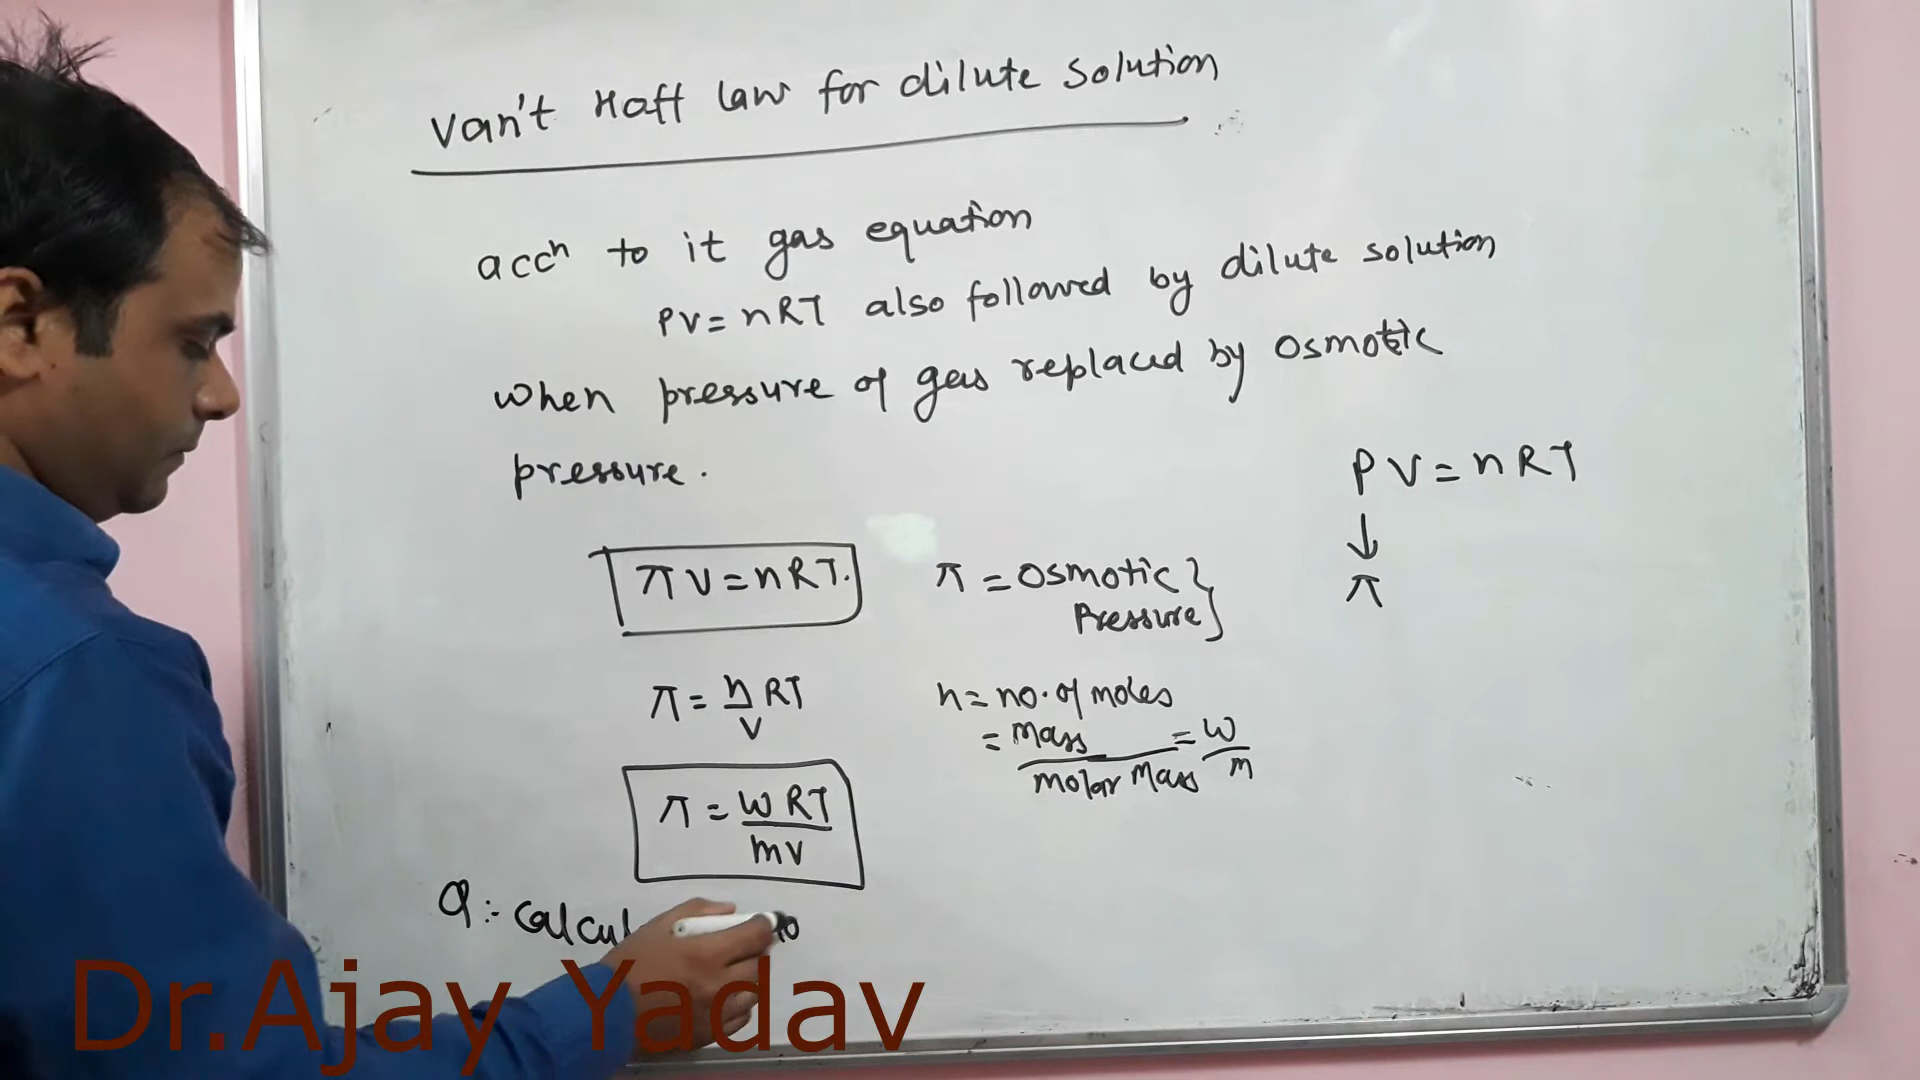 Van't Haff law for dilute solution
accn to it gas equation
PV = nRT also followed by dilute solution
when pressure of gas replaced by osmotic
pressure.
PV = nRT
↓
π
πV = nRT.
π = Osmotic }
Pressure
π = n/V RT
n = no. of moles
= Mass / Molar Mass = W / m
π = W RT / mV
Q :- Calcul
Dr.Ajay Yadav